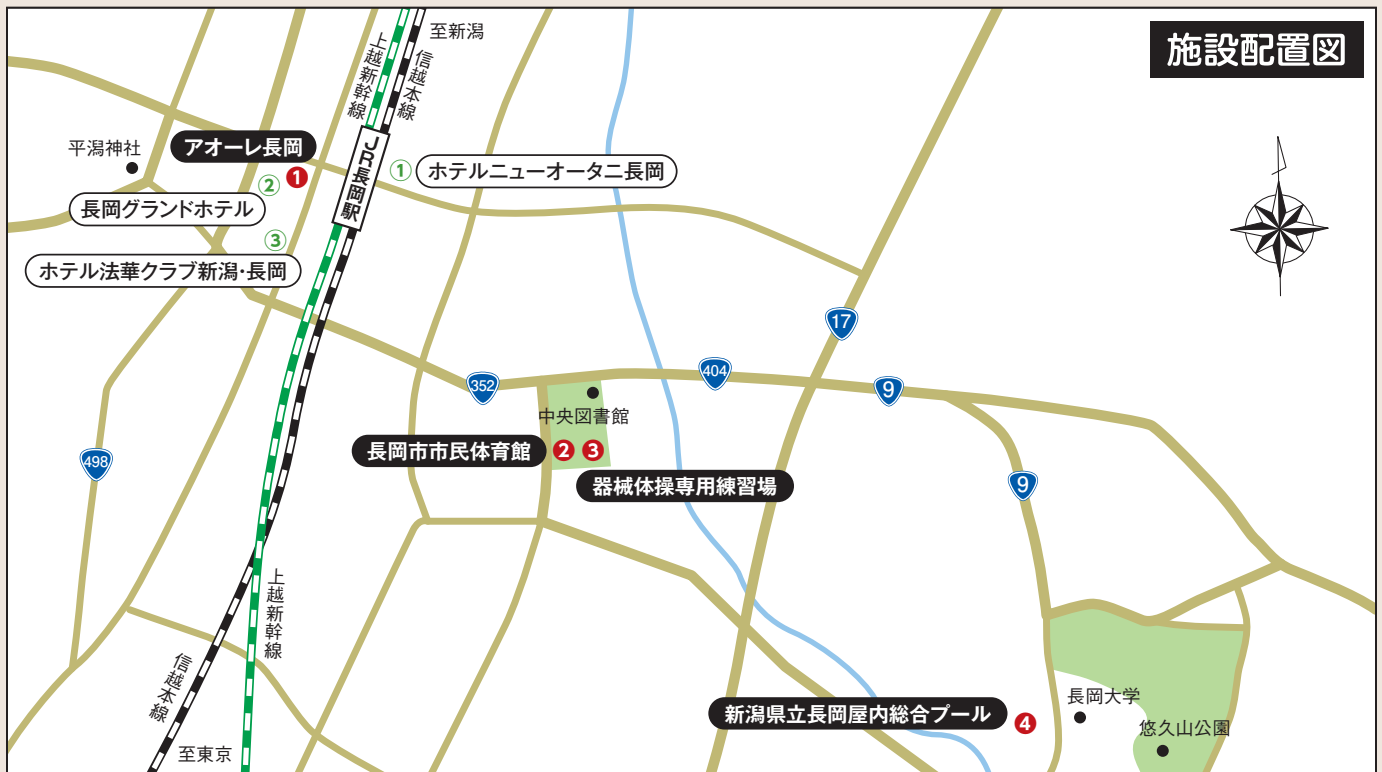 施設配置図
至新潟
上越新幹線
信越本線
JR長岡駅
平潟神社
アオーレ長岡
1
2
長岡グランドホテル
3
ホテル法華クラブ新潟・長岡
1
ホテルニューオータニ長岡
17
352
404
9
中央図書館
長岡市市民体育館
2
3
器械体操専用練習場
498
9
上越新幹線
信越本線
至東京
新潟県立長岡屋内総合プール
4
長岡大学
悠久山公園